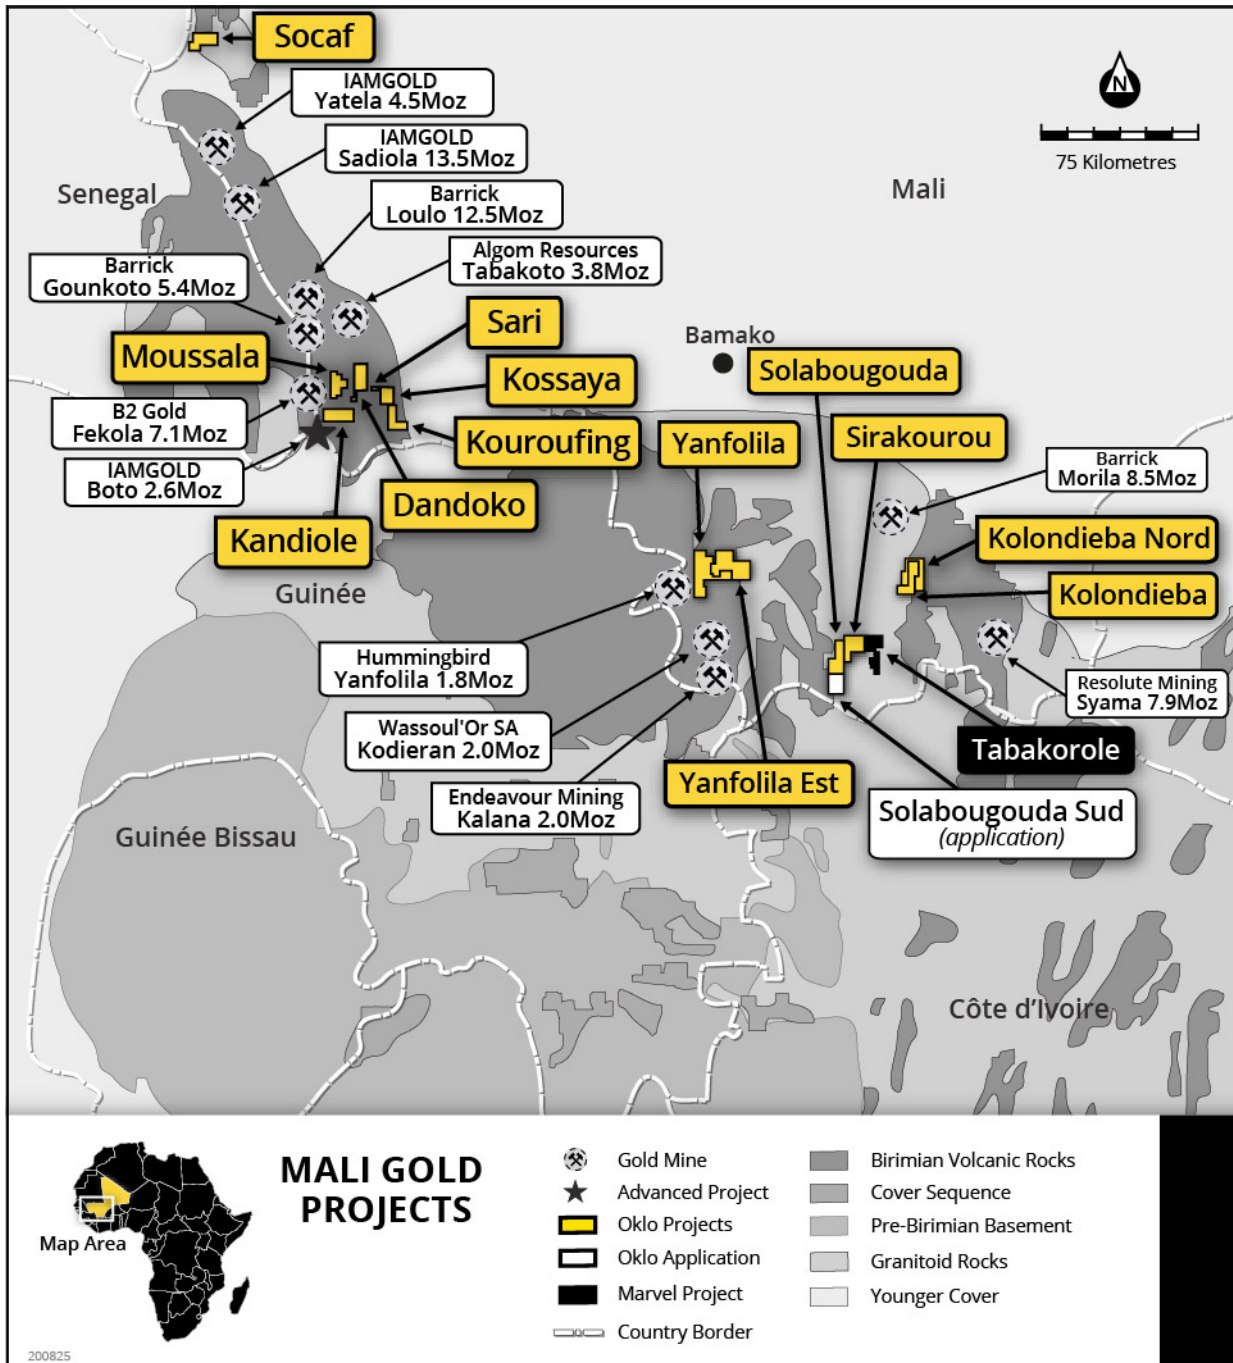 Socaf
IAMGOLD
Yatela 4.5Moz
IAMGOLD
Sadiola 13.5Moz
N
75 Kilometres
Senegal
Mali
Barrick
Loulo 12.5Moz
Algom Resources
Tabakoto 3.8Moz
Barrick
Gounkoto 5.4Moz
Sari
Moussala
Bamako
Kossaya
Solabougouda
B2 Gold
Fekola 7.1Moz
Kouroufing
Yanfolila
Sirakourou
IAMGOLD
Boto 2.6Moz
Barrick
Morila 8.5Moz
Dandoko
Kandiole
Kolondieba Nord
Guinée
Kolondieba
Hummingbird
Yanfolila 1.8Moz
Resolute Mining
Syama 7.9Moz
Wassoul'Or SA
Kodieran 2.0Moz
Tabakorole
Yanfolila Est
Endeavour Mining
Kalana 2.0Moz
Solabougouda Sud
(application)
Guinée Bissau
Côte d'Ivoire
MALI GOLD
PROJECTS
Map Area
Gold Mine
Advanced Project
Oklo Projects
Oklo Application
Marvel Project
Country Border
Birimian Volcanic Rocks
Cover Sequence
Pre-Birimian Basement
Granitoid Rocks
Younger Cover
200825